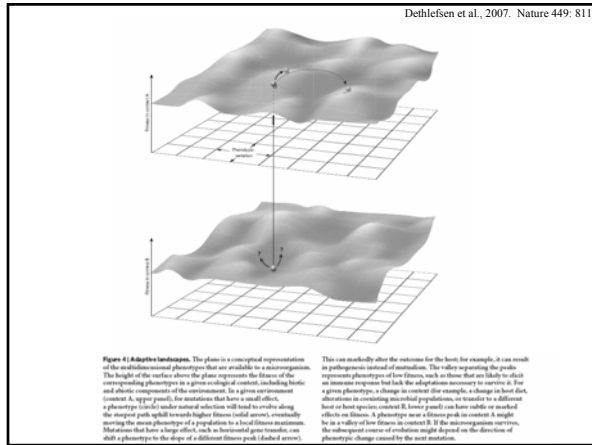 Dethlefsen et al., 2007. Nature 449: 811
Fitness in context A
Phenotypic
variation
Fitness in context B
Figure 4 | Adaptive landscapes. The plane is a conceptual representation
of the multidimensional phenotypes that are available to a microorganism.
The height of the surface above the plane represents the fitness of the
corresponding phenotypes in a given ecological context, including biotic
and abiotic components of the environment. In a given environment
(context A, upper panel), for mutations that have a small effect,
a phenotype (circle) under natural selection will tend to evolve along
the steepest path uphill towards higher fitness (solid arrow), eventually
moving the mean phenotype of a population to a local fitness maximum.
Mutations that have a large effect, such as horizontal gene transfer, can
shift a phenotype to the slope of a different fitness peak (dashed arrow).
This can markedly alter the outcome for the host; for example, it can result
in pathogenesis instead of mutualism. The valley separating the peaks
represents phenotypes of low fitness, such as those that are likely to elicit
an immune response but lack the adaptations necessary to survive it. For
a given phenotype, a change in context (for example, a change in host diet,
alterations in coexisting microbial populations, or transfer to a different
host or host species; context B, lower panel) can have subtle or marked
effects on fitness. A phenotype near a fitness peak in context A might
be in a valley of low fitness in context B. If the microorganism survives,
the subsequent course of evolution might depend on the direction of
phenotypic change caused by the next mutation.